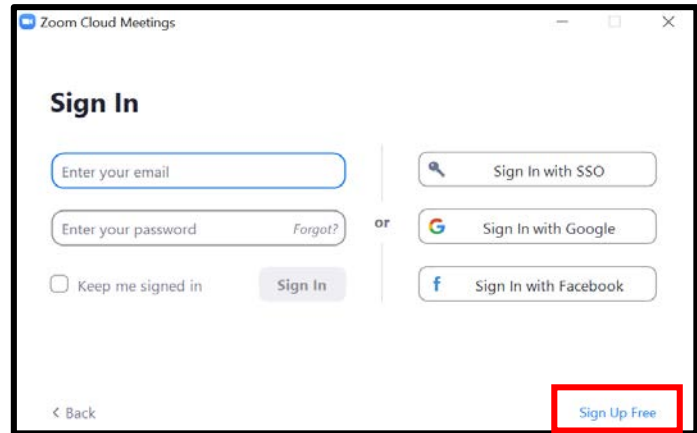 Zoom Cloud Meetings
Sign In
Enter your email
Enter your password Forgot?
Keep me signed in Sign In
or
Sign In with SSO
Sign In with Google
Sign In with Facebook
< Back
Sign Up Free